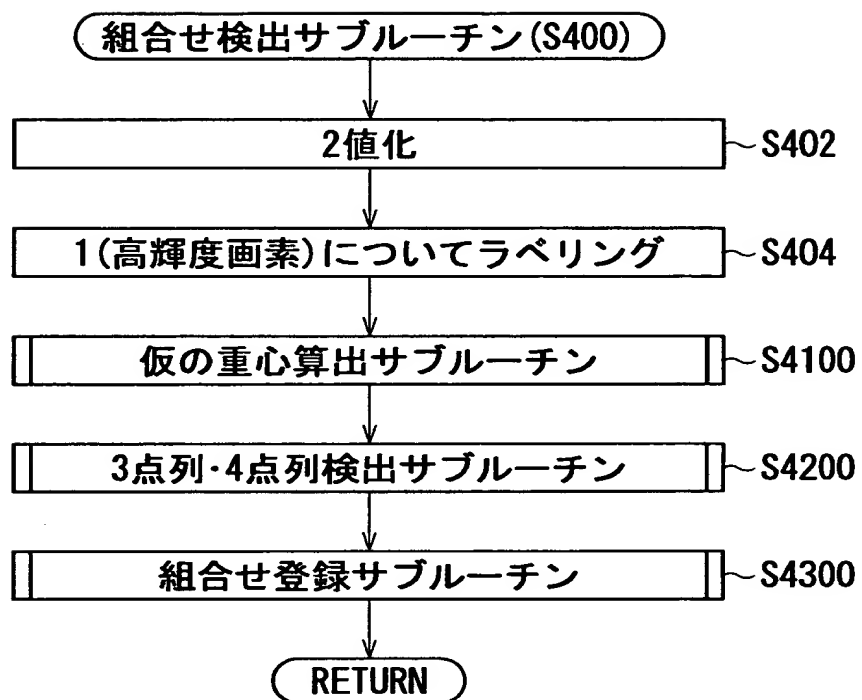 組合せ検出サブルーチン(S400)
2値化 S402
1(高輝度画素)についてラベリング S404
仮の重心算出サブルーチン S4100
3点列・4点列検出サブルーチン S4200
組合せ登録サブルーチン S4300
RETURN